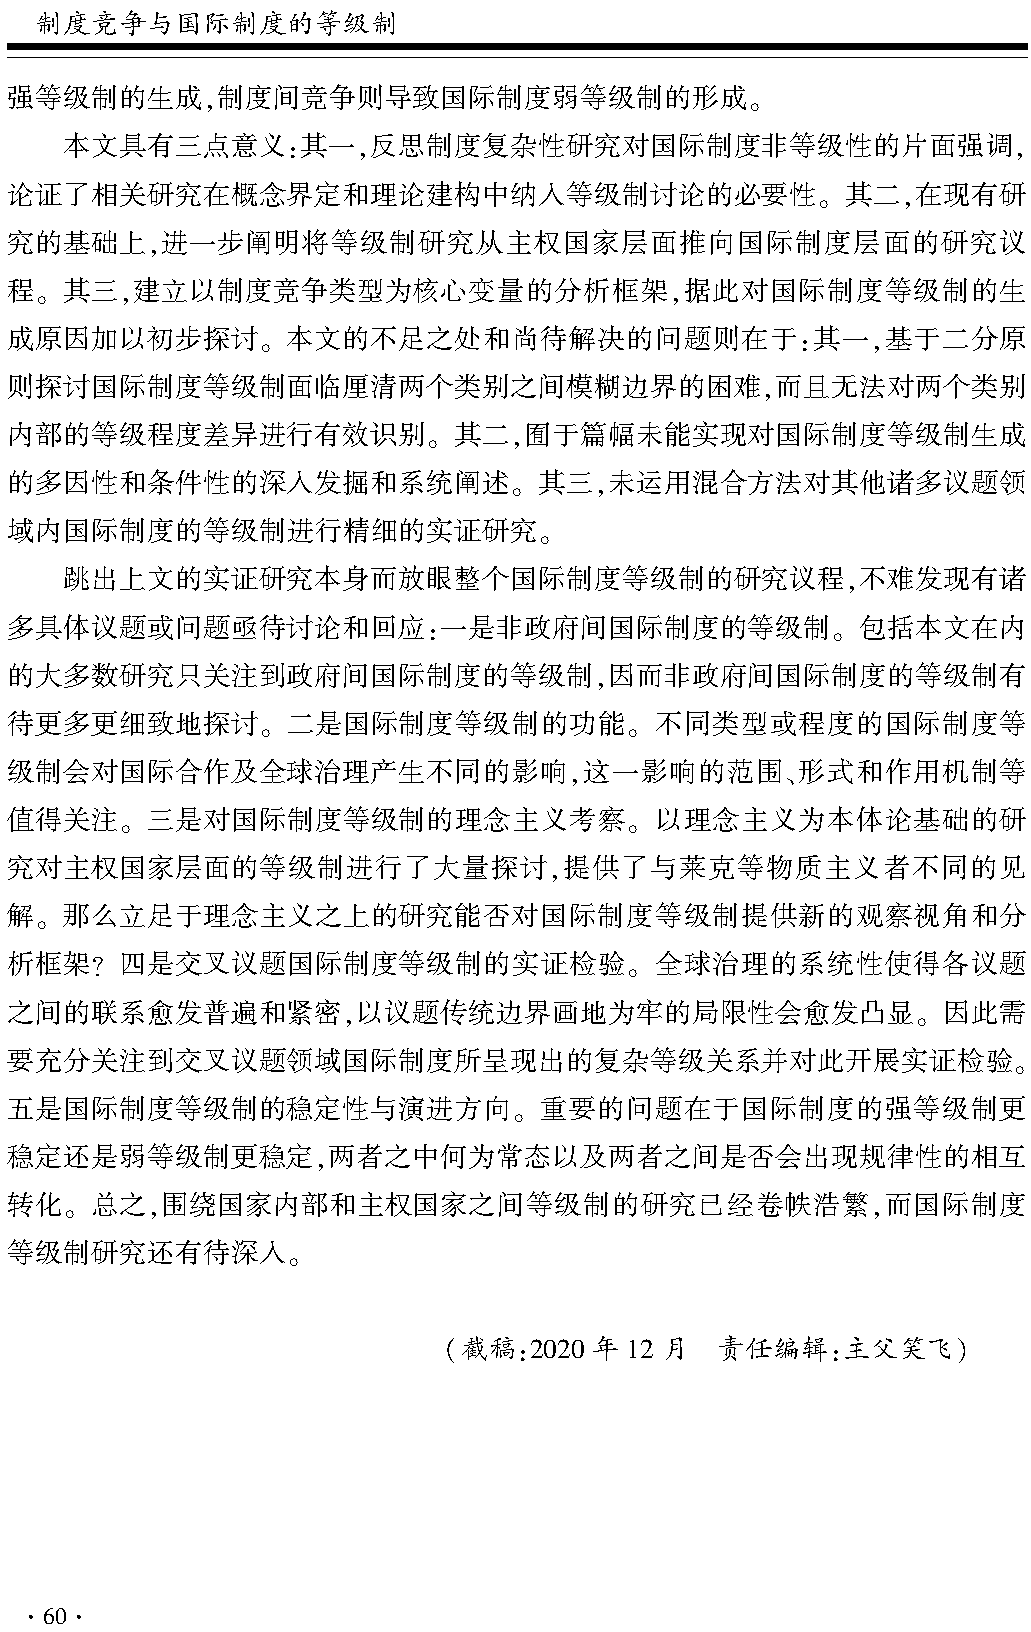 制度竞争与国际制度的等级制
强等级制的生成,制度间竞争则导致国际制度弱等级制的形成。
本文具有三点意义:其一,反思制度复杂性研究对国际制度非等级性的片面强调,
论证了相关研究在概念界定和理论建构中纳入等级制讨论的必要性。其二,在现有研
究的基础上,进一步阐明将等级制研究从主权国家层面推向国际制度层面的研究议
程。其三,建立以制度竞争类型为核心变量的分析框架,据此对国际制度等级制的生
成原因加以初步探讨。本文的不足之处和尚待解决的问题则在于:其一,基于二分原
则探讨国际制度等级制面临厘清两个类别之间模糊边界的困难,而且无法对两个类别
内部的等级程度差异进行有效识别。其二,囿于篇幅未能实现对国际制度等级制生成
的多因性和条件性的深入发掘和系统阐述。其三,未运用混合方法对其他诸多议题领
域内国际制度的等级制进行精细的实证研究。
跳出上文的实证研究本身而放眼整个国际制度等级制的研究议程,不难发现有诸
多具体议题或问题亟待讨论和回应:一是非政府间国际制度的等级制。包括本文在内
的大多数研究只关注到政府间国际制度的等级制,因而非政府间国际制度的等级制有
待更多更细致地探讨。二是国际制度等级制的功能。不同类型或程度的国际制度等
级制会对国际合作及全球治理产生不同的影响,这一影响的范围、形式和作用机制等
值得关注。三是对国际制度等级制的理念主义考察。以理念主义为本体论基础的研
究对主权国家层面的等级制进行了大量探讨,提供了与莱克等物质主义者不同的见
解。那么立足于理念主义之上的研究能否对国际制度等级制提供新的观察视角和分
析框架? 四是交叉议题国际制度等级制的实证检验。全球治理的系统性使得各议题
之间的联系愈发普遍和紧密,以议题传统边界画地为牢的局限性会愈发凸显。因此需
要充分关注到交叉议题领域国际制度所呈现出的复杂等级关系并对此开展实证检验。
五是国际制度等级制的稳定性与演进方向。重要的问题在于国际制度的强等级制更
稳定还是弱等级制更稳定,两者之中何为常态以及两者之间是否会出现规律性的相互
转化。总之,围绕国家内部和主权国家之间等级制的研究已经卷帙浩繁,而国际制度
等级制研究还有待深入。
(截稿:2020 年 12 月　责任编辑:主父笑飞)
· 60 ·